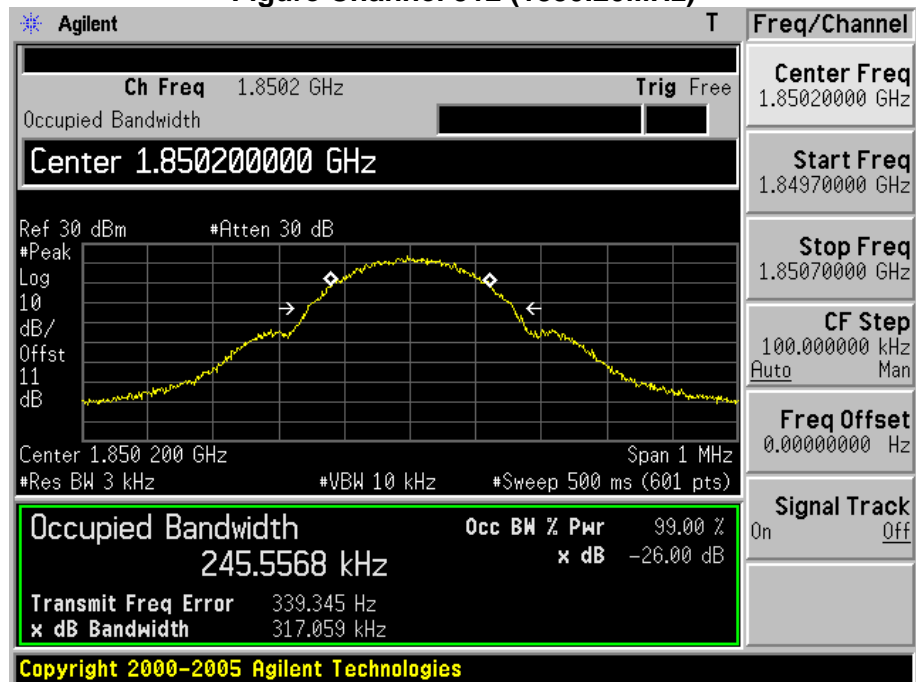 Agilent T Freq/Channel
Ch Freq 1.8502 GHz Trig Free
Occupied Bandwidth
Center 1.850200000 GHz
Ref 30 dBm #Atten 30 dB
#Peak
Log
10
dB/
Offst
11
dB
Center 1.850 200 GHz Span 1 MHz
#Res BW 3 kHz #VBW 10 kHz #Sweep 500 ms (601 pts)
Occupied Bandwidth Occ BW % Pwr 99.00 %
245.5568 kHz x dB -26.00 dB
Transmit Freq Error 339.345 Hz
x dB Bandwidth 317.059 kHz
Copyright 2000-2005 Agilent Technologies
Center Freq
1.85020000 GHz
Start Freq
1.84970000 GHz
Stop Freq
1.85070000 GHz
CF Step
100.000000 kHz
Auto Man
Freq Offset
0.00000000 Hz
Signal Track
On Off